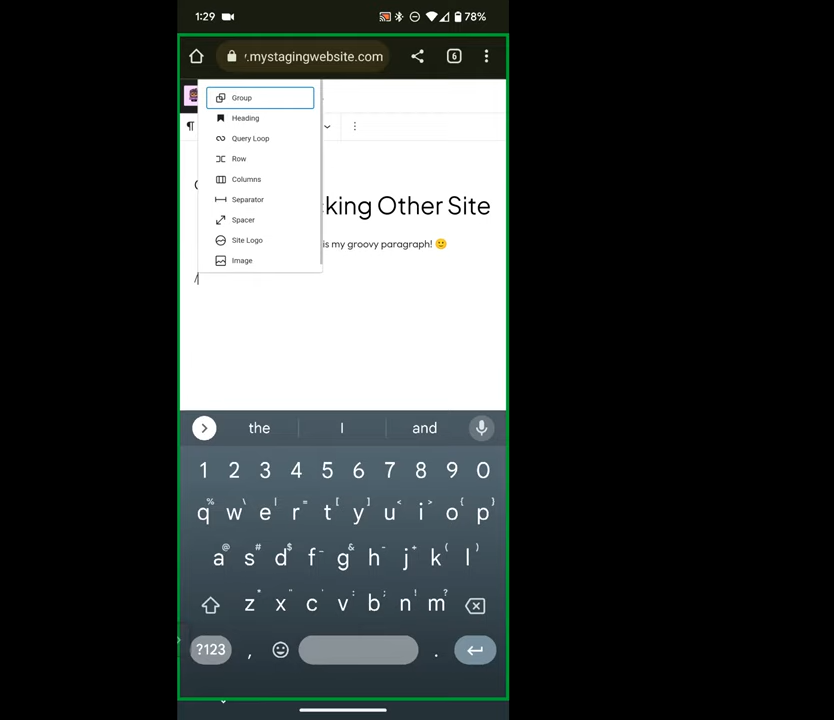 1:29
78%
.mystagingwebsite.com
6
Group
Heading
Query Loop
Row
Columns
Separator
Spacer
Site Logo
Image
king Other Site
is my groovy paragraph! 🙂
/
the I and
1 2 3 4 5 6 7 8 9 0
% \ | = [ ] < > { }
q w e r t y u i o p
@ # $ - & - + ( )
a s d f g h j k l
* " ' : ; ! ?
z x c v b n m
?123 , .